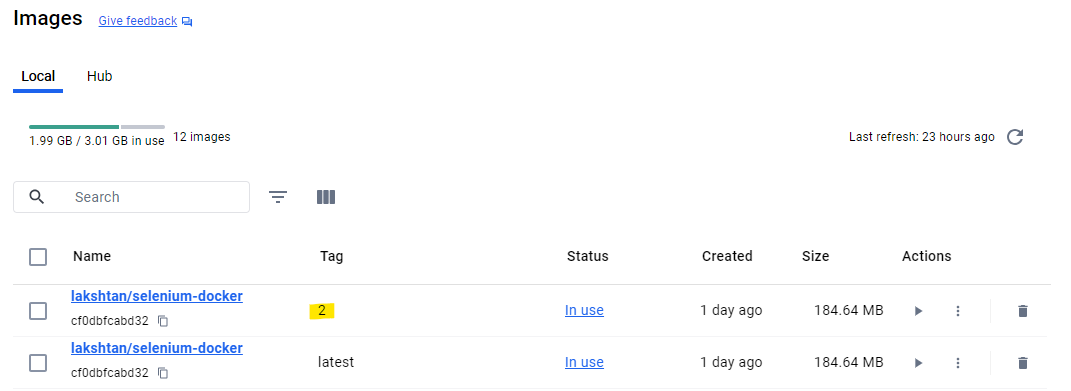 Images Give feedback
Local Hub
1.99 GB / 3.01 GB in use 12 images Last refresh: 23 hours ago
Search
Name Tag Status Created Size Actions
lakshtan/selenium-docker
2 In use 1 day ago 184.64 MB
cf0dbfcabd32
lakshtan/selenium-docker
latest In use 1 day ago 184.64 MB
cf0dbfcabd32